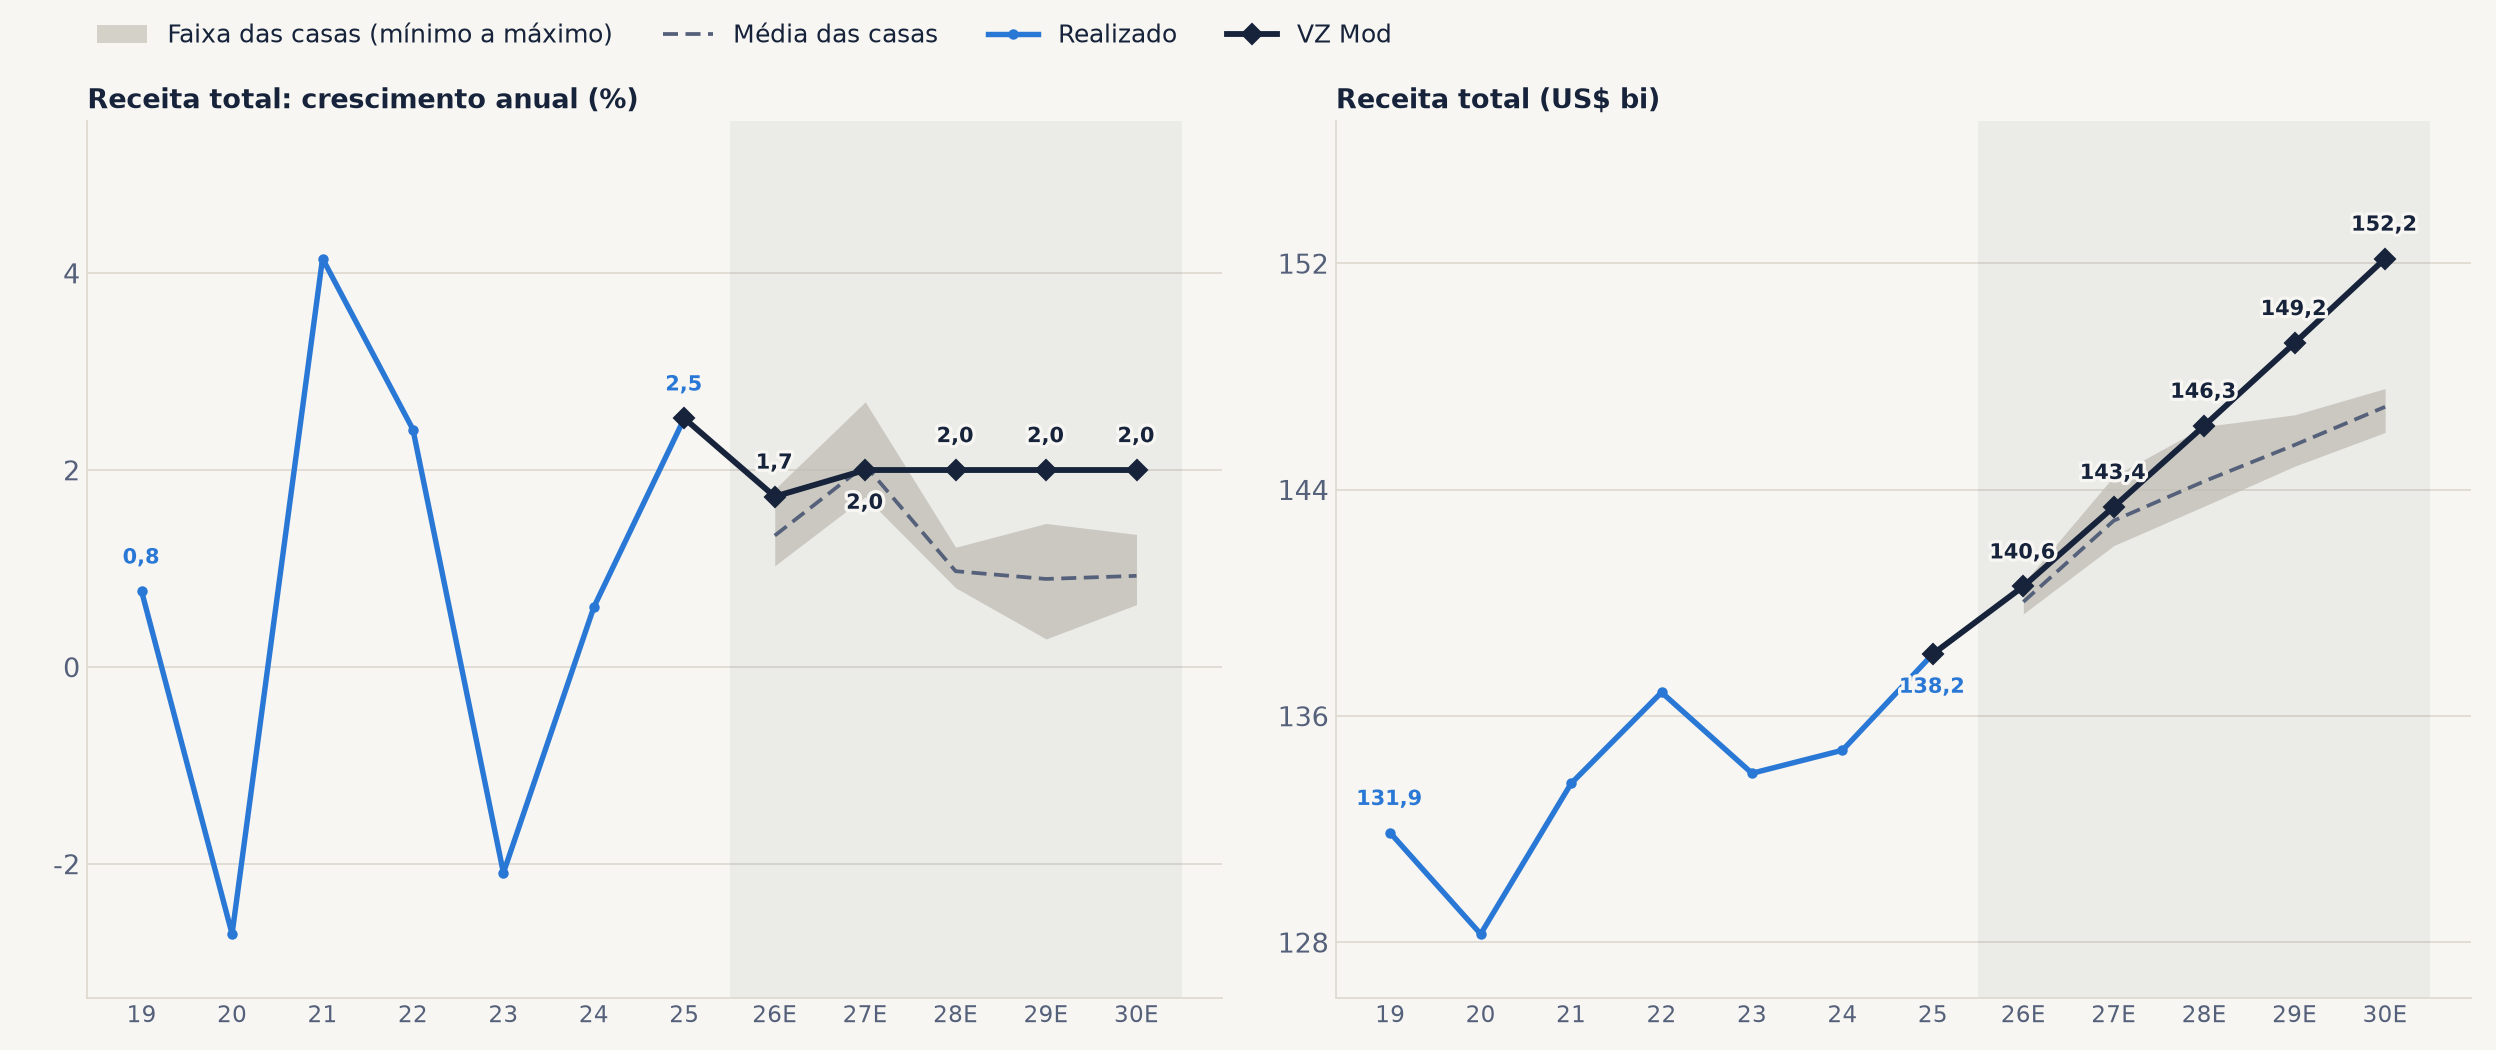 Faixa das casas (mínimo a máximo)
Média das casas
Realizado
VZ Mod
Receita total: crescimento anual (%)
4
2
0
-2
0,8
2,5
1,7
2,0
2,0
2,0
2,0
19 20 21 22 23 24 25 26E 27E 28E 29E 30E
Receita total (US$ bi)
152
144
136
128
131,9
138,2
140,6
143,4
146,3
149,2
152,2
19 20 21 22 23 24 25 26E 27E 28E 29E 30E